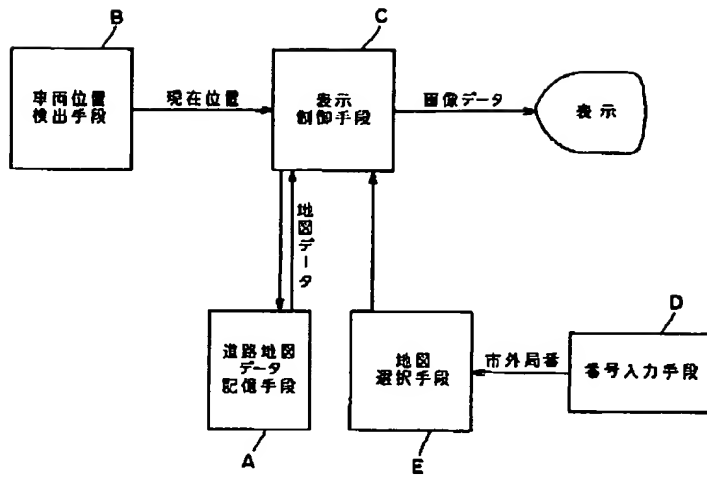 B
車両位置
検出手段
現在位置
C
表示
制御手段
画像データ
表示
地図データ
A
道路地図
データ
記憶手段
E
地図
選択手段
市外局番
D
番号入力手段